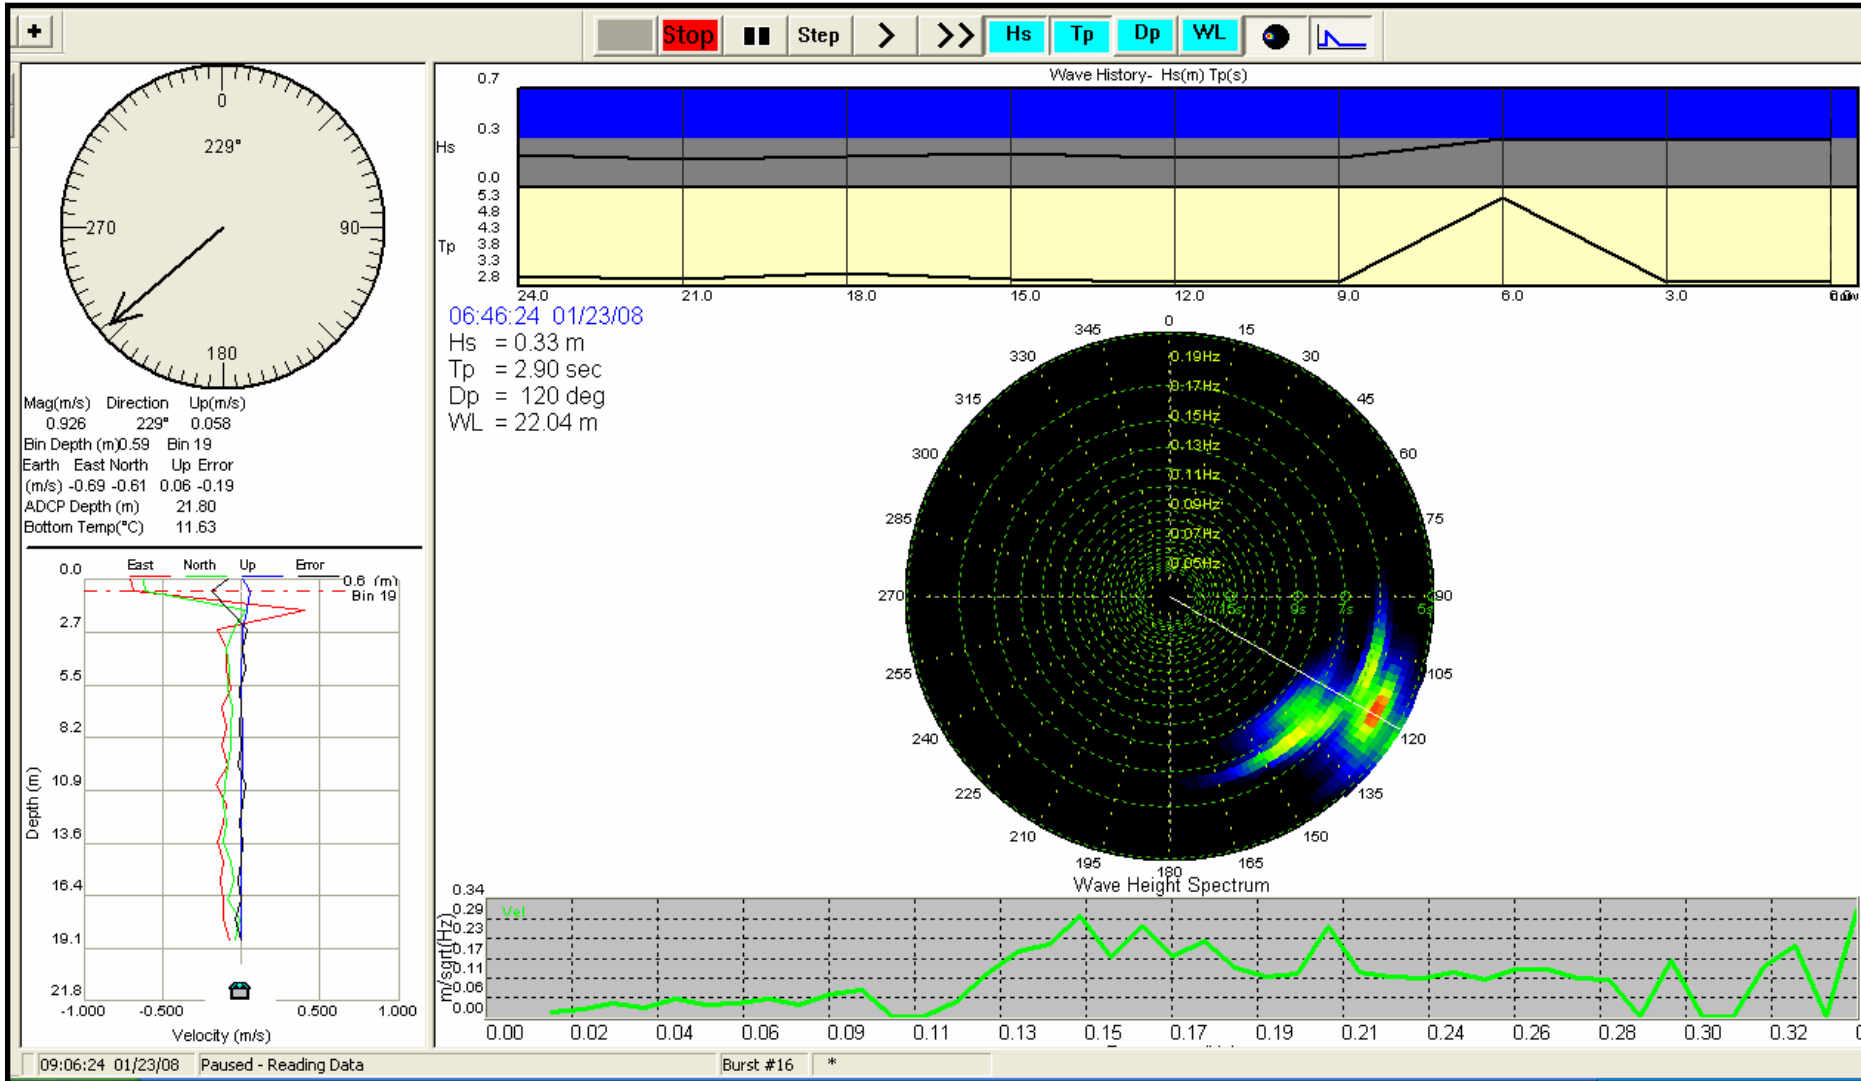 +
Stop
Step > >> Hs Tp Dp WL
0
229°
270
90
180
Mag(m/s) Direction Up(m/s)
0.926 229° 0.058
Bin Depth (m)0.59 Bin 19
Earth East North Up Error
(m/s) -0.69 -0.61 0.06 -0.19
ADCP Depth (m) 21.80
Bottom Temp(°C) 11.63
East North Up Error
0.6 (m)
Bin 19
0.0
2.7
5.5
8.2
10.9
13.6
16.4
19.1
21.8
Depth (m)
-1.000 -0.500 0.500 1.000
Velocity (m/s)
Wave History- Hs(m) Tp(s)
0.7
0.3
0.0
Hs
5.3
4.8
4.3
3.8
3.3
2.8
Tp
24.0 21.0 18.0 15.0 12.0 9.0 6.0 3.0
06:46:24 01/23/08
Hs = 0.33 m
Tp = 2.90 sec
Dp = 120 deg
WL = 22.04 m
0
15
30
45
60
75
90
105
120
135
150
165
180
195
210
225
240
255
270
285
300
315
330
345
0.19Hz
0.17Hz
0.15Hz
0.13Hz
0.11Hz
0.09Hz
0.07Hz
0.05Hz
15s 9s 7s 5s
Wave Height Spectrum
Vel
0.34
0.29
0.23
0.17
0.11
0.06
0.00
m/sqrt(Hz)
0.00 0.02 0.04 0.06 0.09 0.11 0.13 0.15 0.17 0.19 0.21 0.24 0.26 0.28 0.30 0.32
09:06:24 01/23/08 Paused - Reading Data Burst #16 *